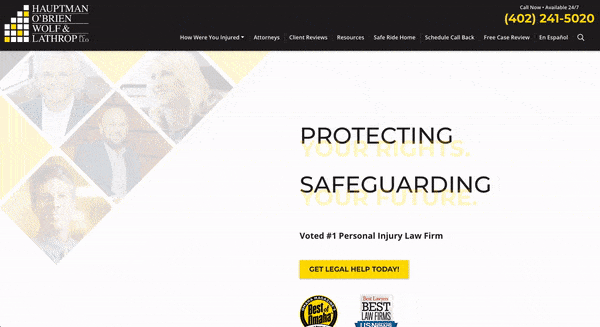 HAUPTMAN
O'BRIEN
WOLF &
LATHROP
Call Now • Available 24/7
(402) 241-5020
How Were You Injured
Attorneys
Client Reviews
Resources
Safe Ride Home
Schedule Call Back
Free Case Review
En Español
PROTECTING
YOUR RIGHTS.
SAFEGUARDING
YOUR FUTURE.
Voted #1 Personal Injury Law Firm
GET LEGAL HELP TODAY!
Best of
Omaha
Best Lawyers
BEST
LAW FIRMS